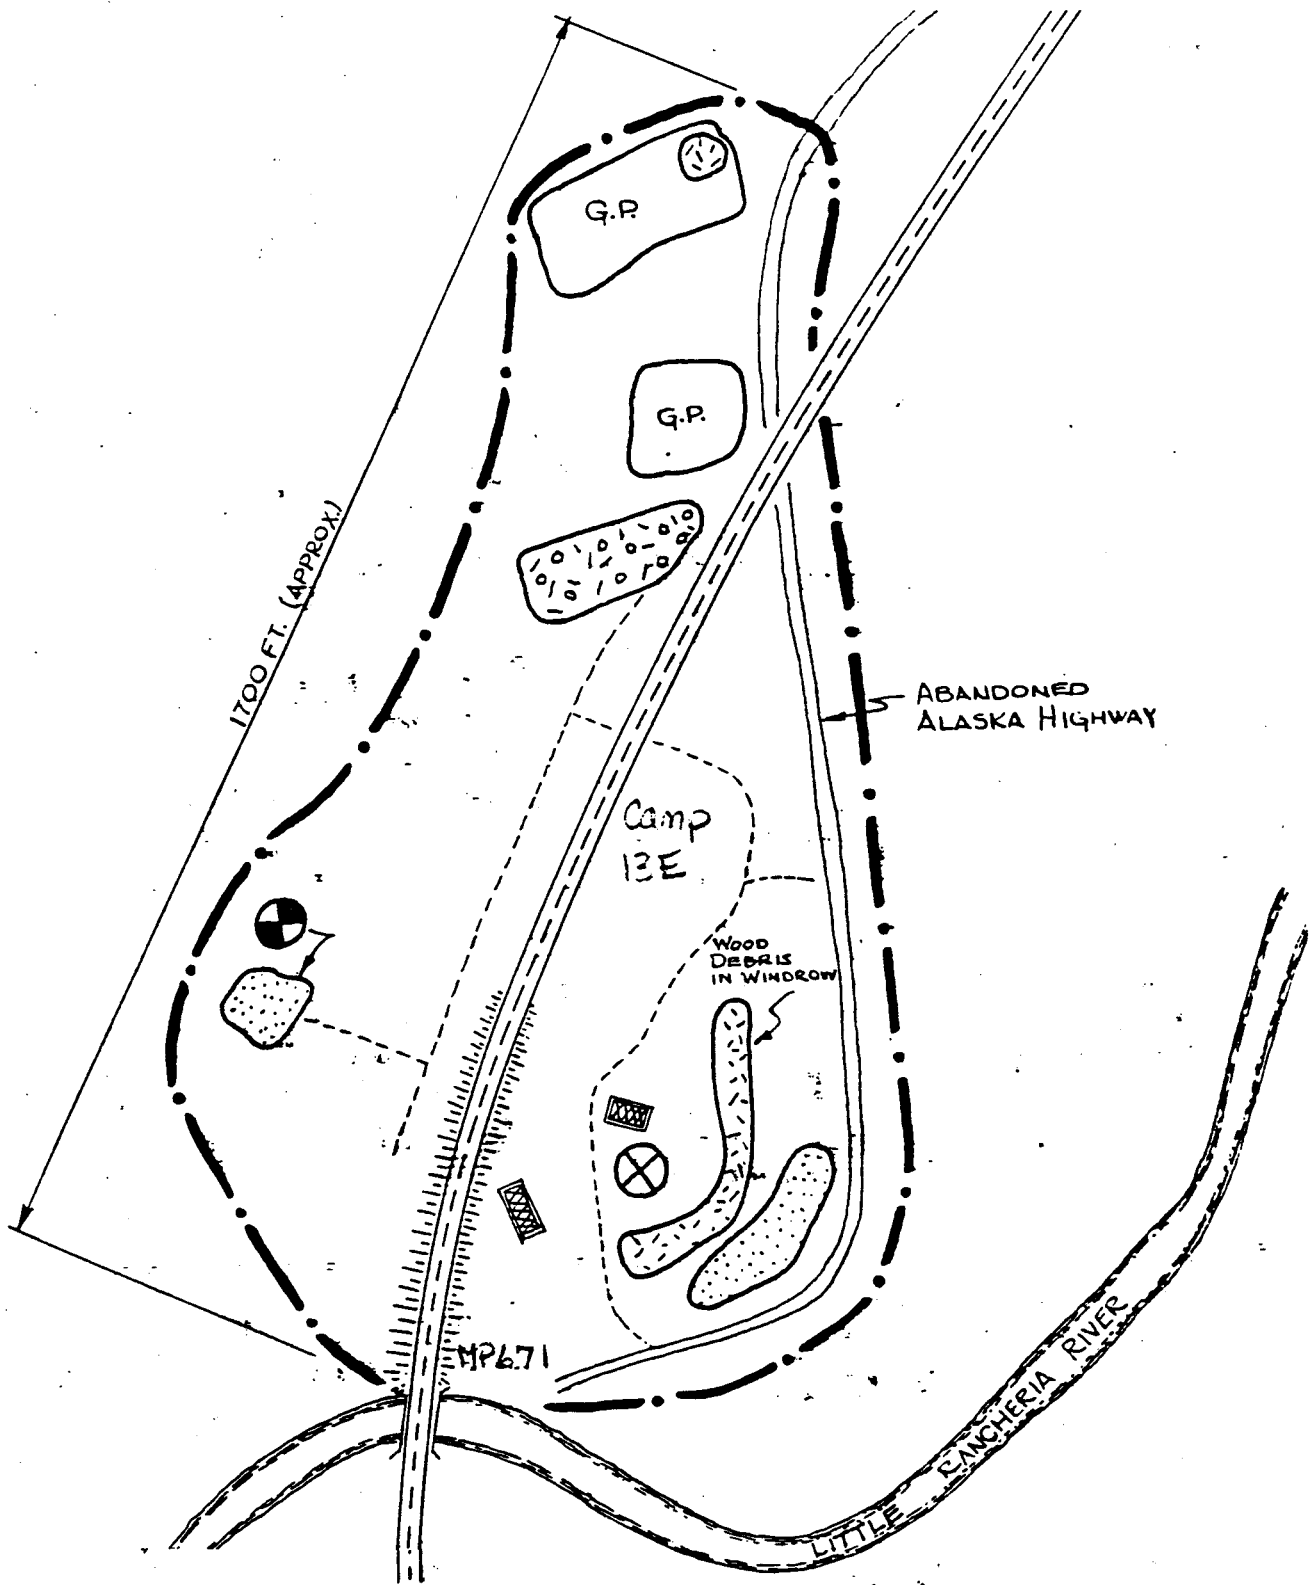 G.P.
G.P.
1700 FT. (APPROX.)
ABANDONED
ALASKA HIGHWAY
Camp
13E
WOOD
DEBRIS
IN WINDROW
MP671
LITTLE RANCHERIA RIVER